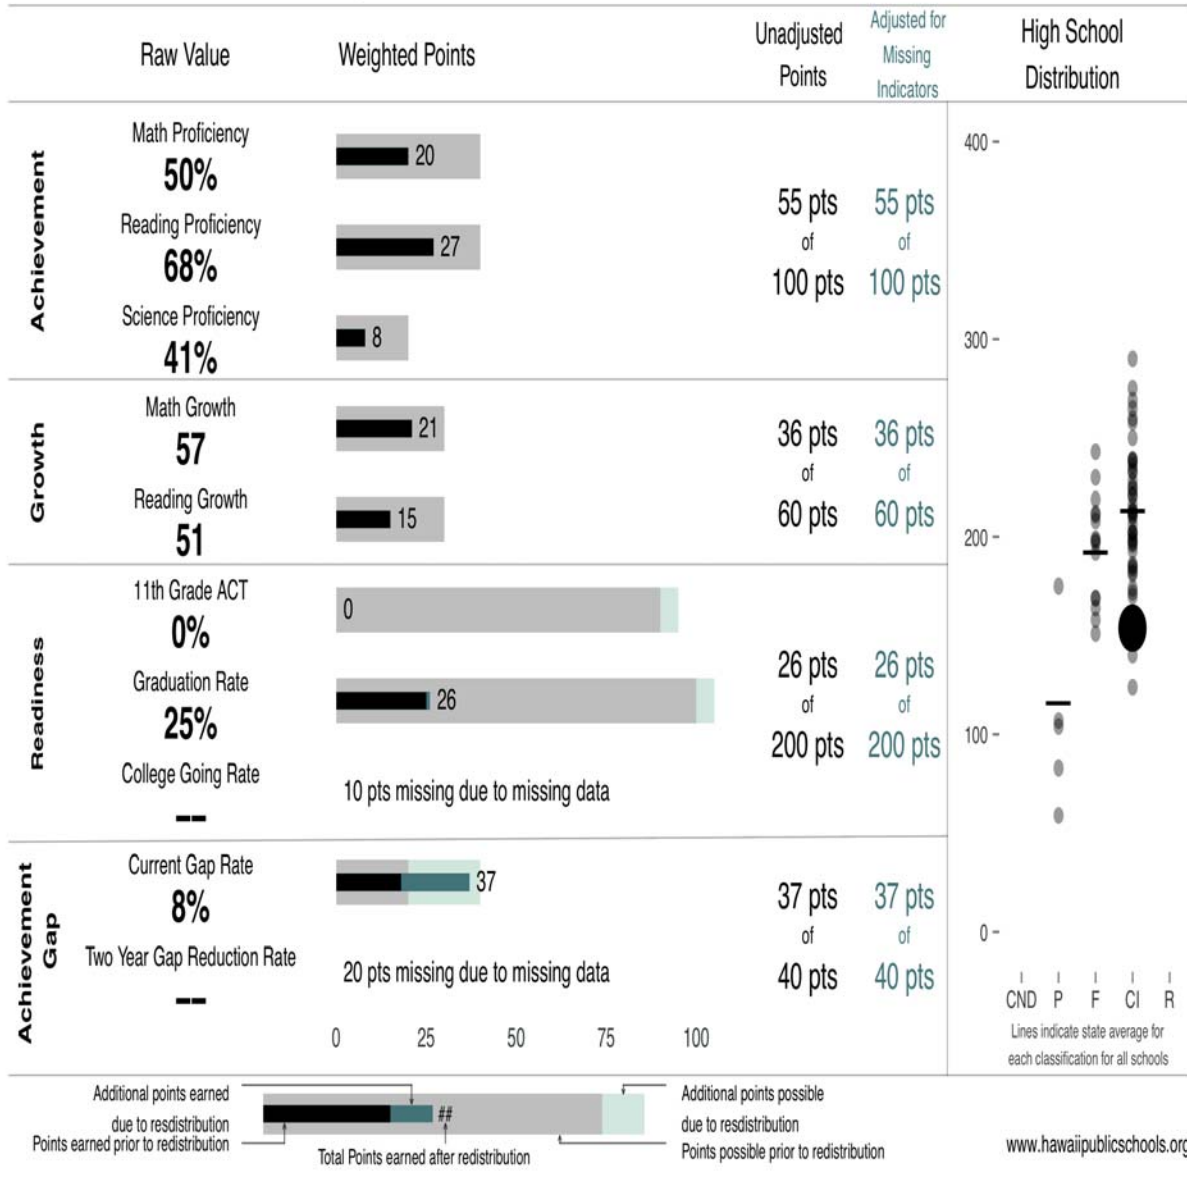 Raw Value
Weighted Points
Unadjusted
Points
Adjusted for
Missing
Indicators
High School
Distribution
Achievement
Math Proficiency
50%
20
Reading Proficiency
68%
27
Science Proficiency
41%
8
55 pts
of
100 pts
55 pts
of
100 pts
Growth
Math Growth
57
21
Reading Growth
51
15
36 pts
of
60 pts
36 pts
of
60 pts
Readiness
11th Grade ACT
0%
0
Graduation Rate
25%
26
College Going Rate
--
10 pts missing due to missing data
26 pts
of
200 pts
26 pts
of
200 pts
Achievement
Gap
Current Gap Rate
8%
37
Two Year Gap Reduction Rate
--
20 pts missing due to missing data
37 pts
of
40 pts
37 pts
of
40 pts
0 25 50 75 100
400
300
200
100
0
CND P F CI R
Lines indicate state average for
each classification for all schools
Additional points earned
due to resdistribution
Points earned prior to redistribution
##
Total Points earned after redistribution
Additional points possible
due to resdistribution
Points possible prior to redistribution
www.hawaiipublicschools.org